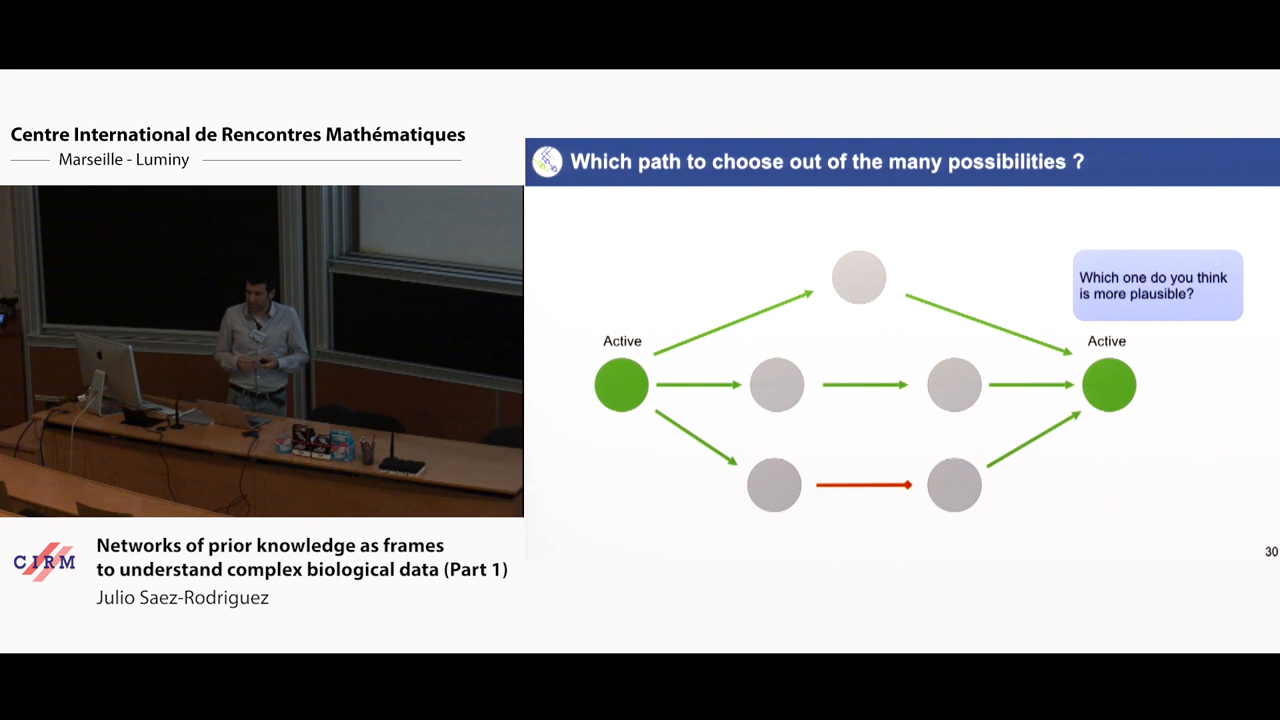 Centre International de Rencontres Mathématiques
Marseille - Luminy
Which path to choose out of the many possibilities ?
Which one do you think
is more plausible?
Active
Active
30
CIRM
Networks of prior knowledge as frames
to understand complex biological data (Part 1)
Julio Saez-Rodriguez